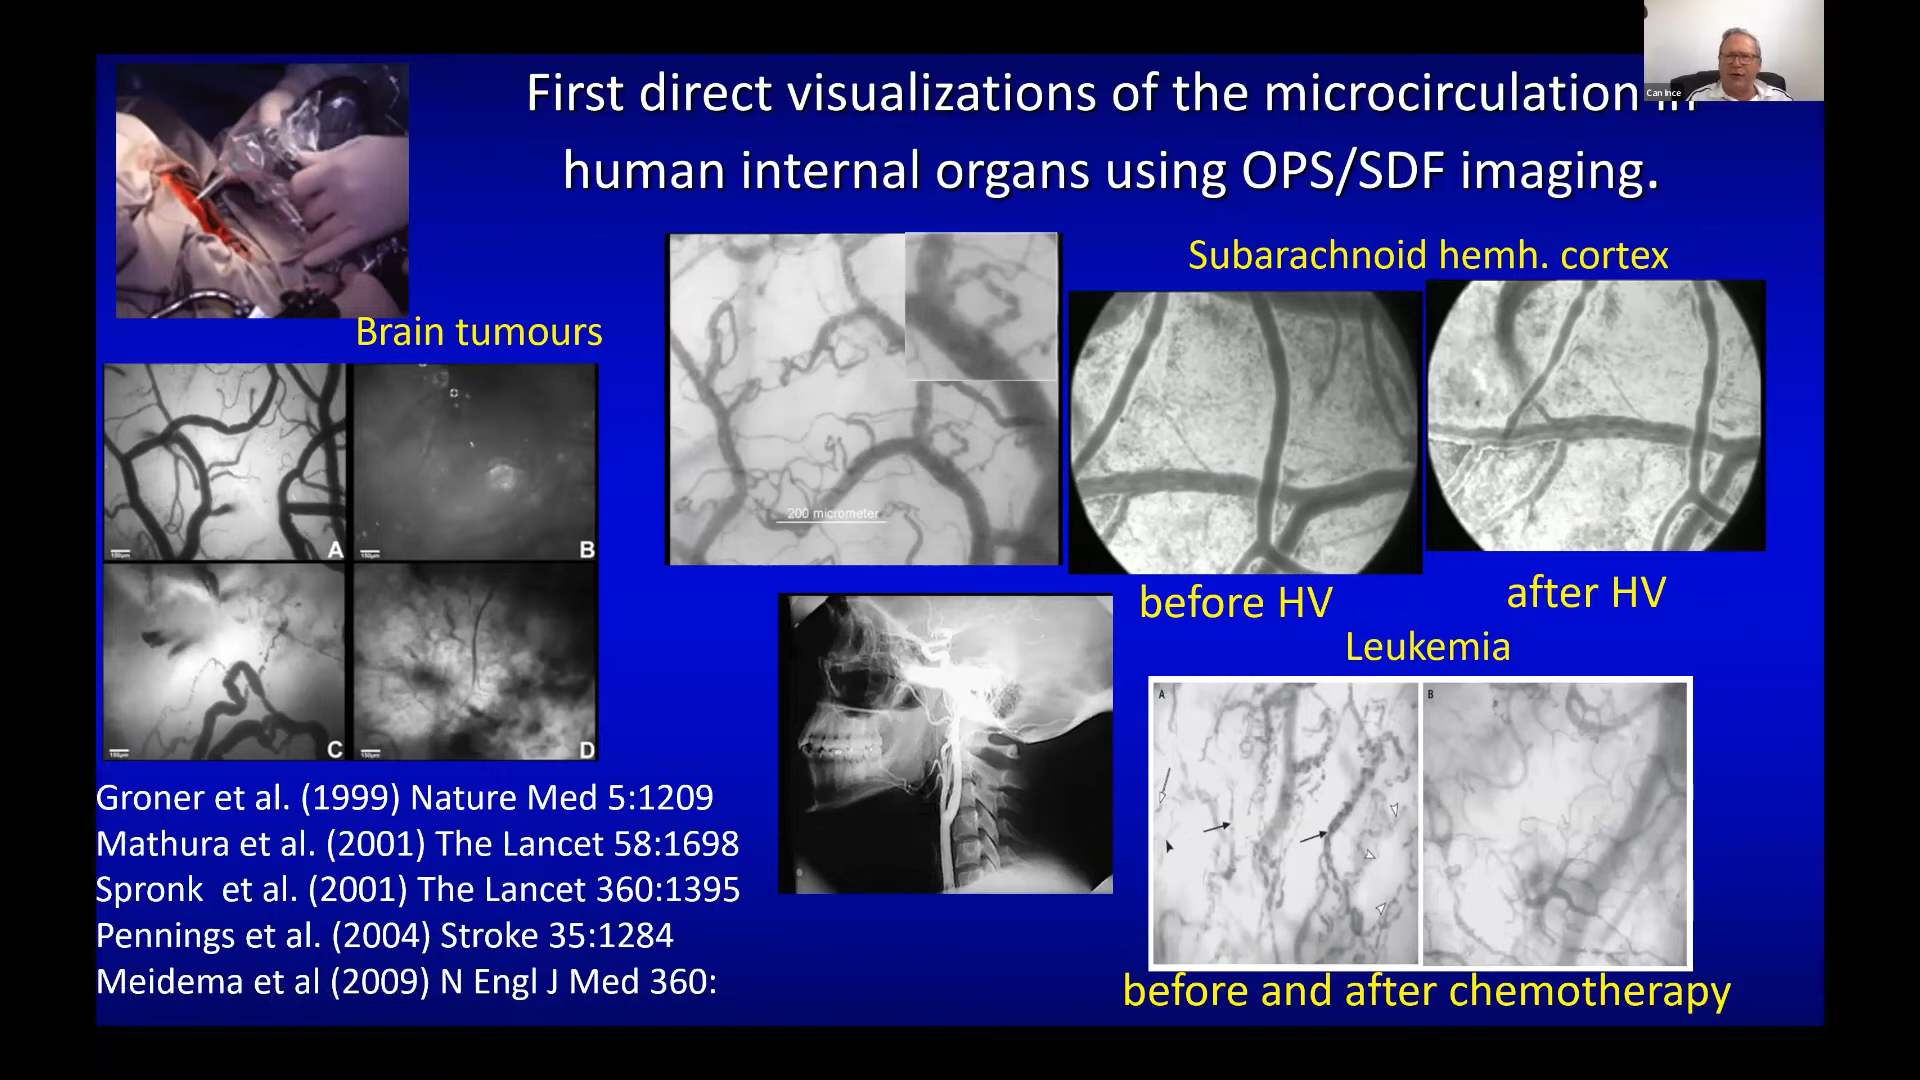 First direct visualizations of the microcirculation in
human internal organs using OPS/SDF imaging.
Can Ince
Subarachnoid hemh. cortex
Brain tumours
200 micrometer
A
B
C
D
before HV
after HV
Leukemia
A
B
before and after chemotherapy
Groner et al. (1999) Nature Med 5:1209
Mathura et al. (2001) The Lancet 58:1698
Spronk et al. (2001) The Lancet 360:1395
Pennings et al. (2004) Stroke 35:1284
Meidema et al (2009) N Engl J Med 360: